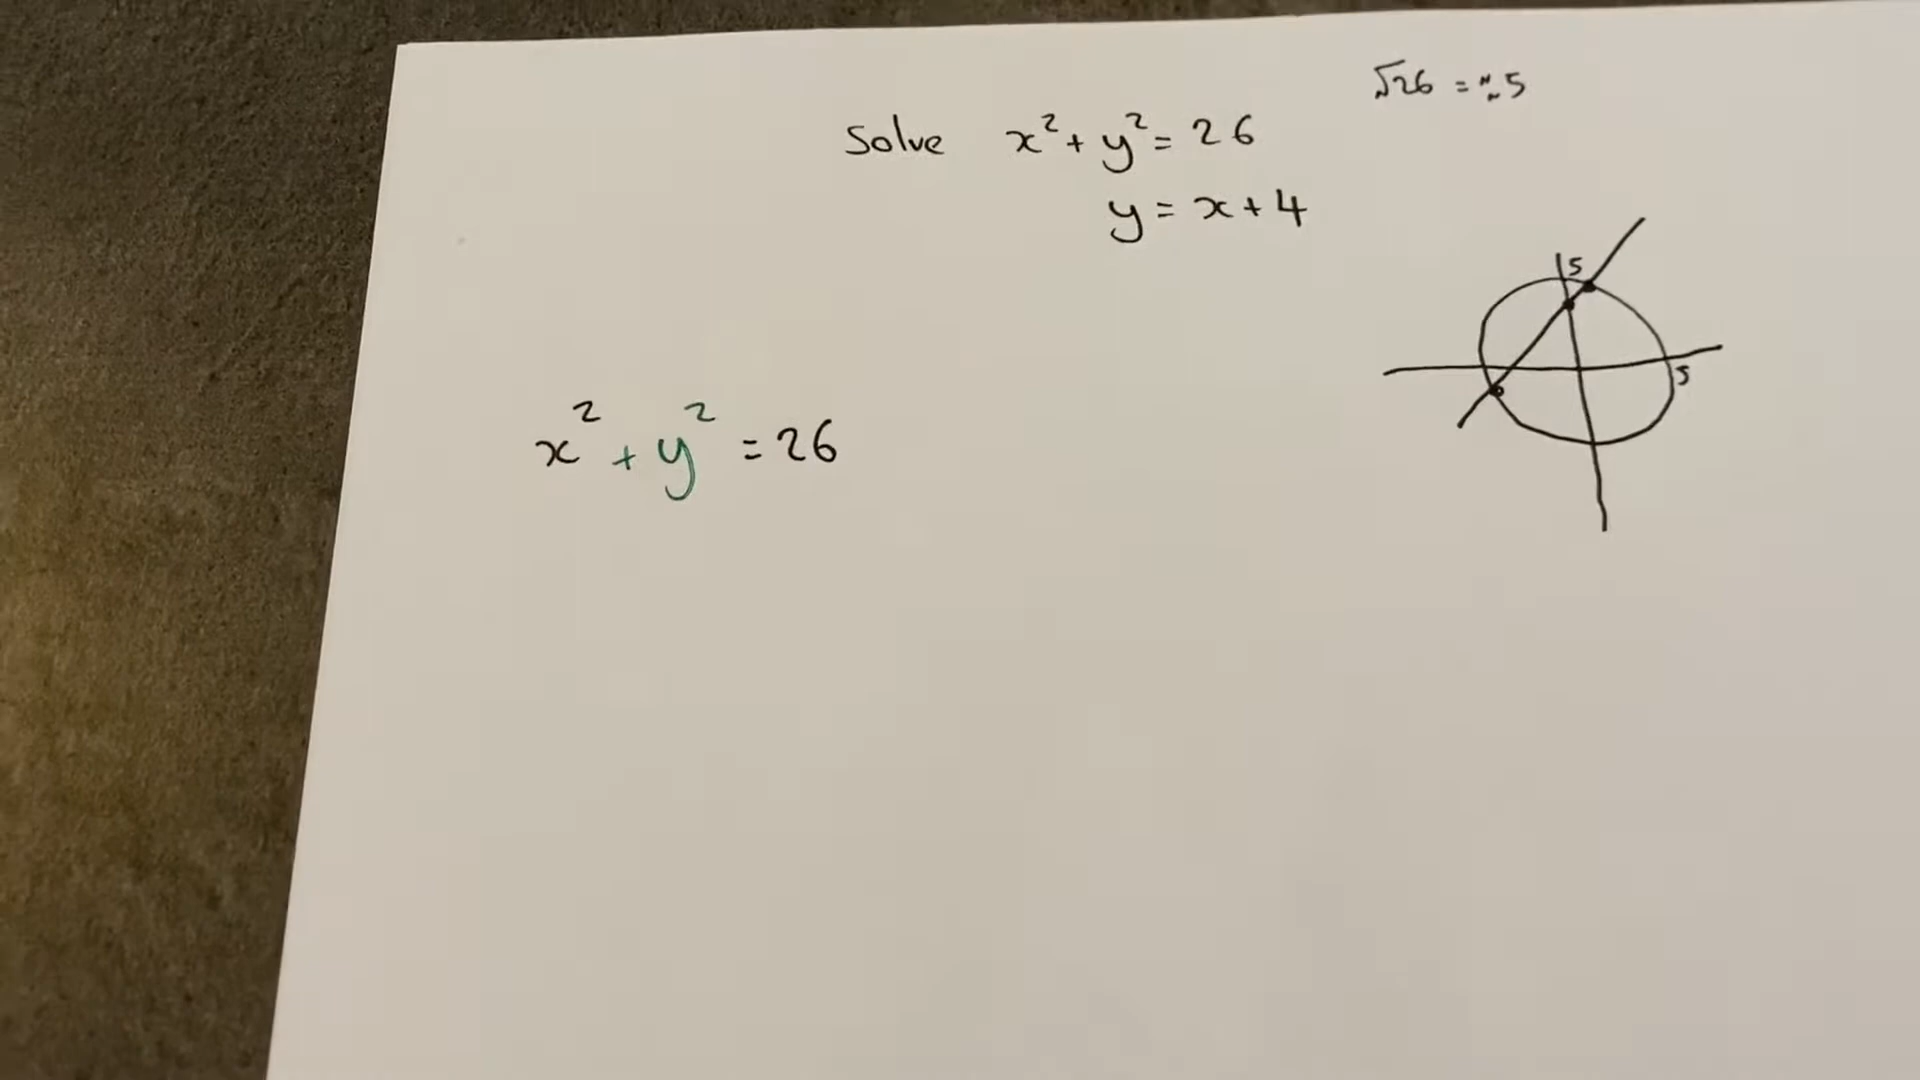 √26 = ≈5
Solve x² + y² = 26
y = x + 4
5
5
x² + y² = 26